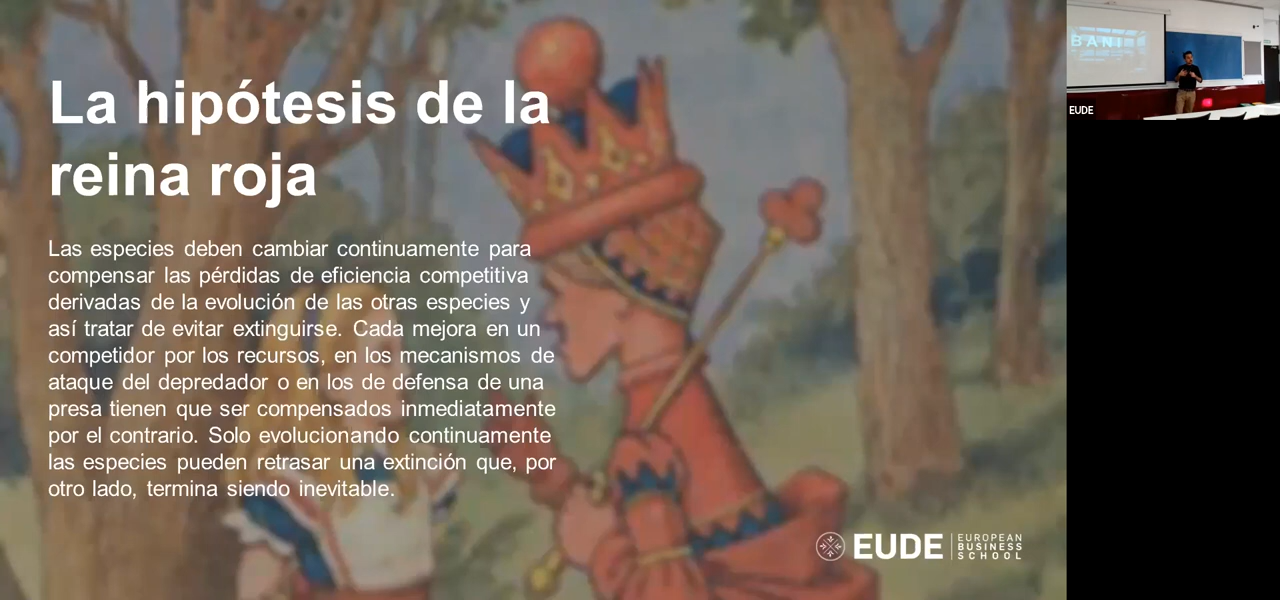 La hipótesis de la
reina roja
Las especies deben cambiar continuamente para
compensar las pérdidas de eficiencia competitiva
derivadas de la evolución de las otras especies y
así tratar de evitar extinguirse. Cada mejora en un
competidor por los recursos, en los mecanismos de
ataque del depredador o en los de defensa de una
presa tienen que ser compensados inmediatamente
por el contrario. Solo evolucionando continuamente
las especies pueden retrasar una extinción que, por
otro lado, termina siendo inevitable.
EUDE
EUROPEAN
BUSINESS
SCHOOL
BANI
EUDE